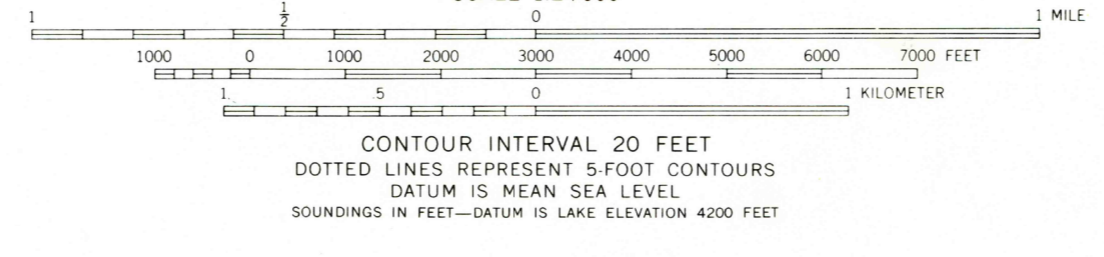 1 ½ 0 1 MILE
1000 0 1000 2000 3000 4000 5000 6000 7000 FEET
1 .5 0 1 KILOMETER
CONTOUR INTERVAL 20 FEET
DOTTED LINES REPRESENT 5-FOOT CONTOURS
DATUM IS MEAN SEA LEVEL
SOUNDINGS IN FEET—DATUM IS LAKE ELEVATION 4200 FEET